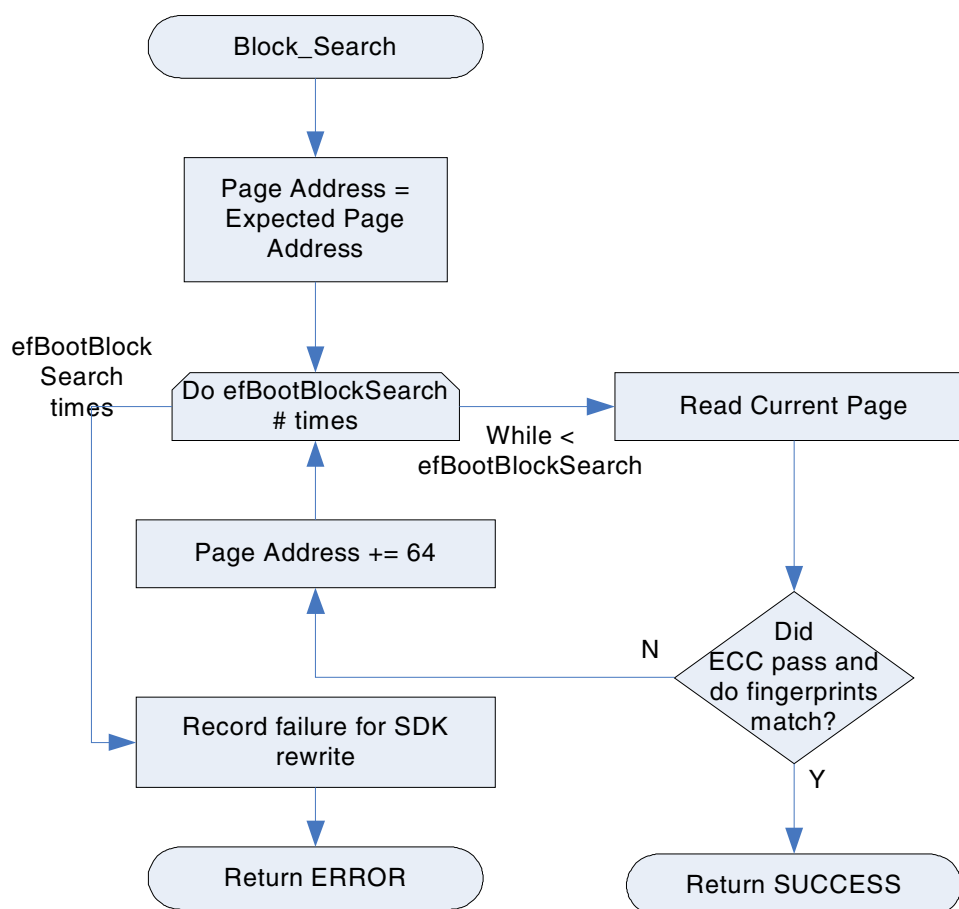 Block_Search
Page Address =
Expected Page
Address
efBootBlock
Search
times
Do efBootBlockSearch
# times
While <
efBootBlockSearch
Read Current Page
Page Address += 64
N
Did
ECC pass and
do fingerprints
match?
Record failure for SDK
rewrite
Y
Return ERROR
Return SUCCESS